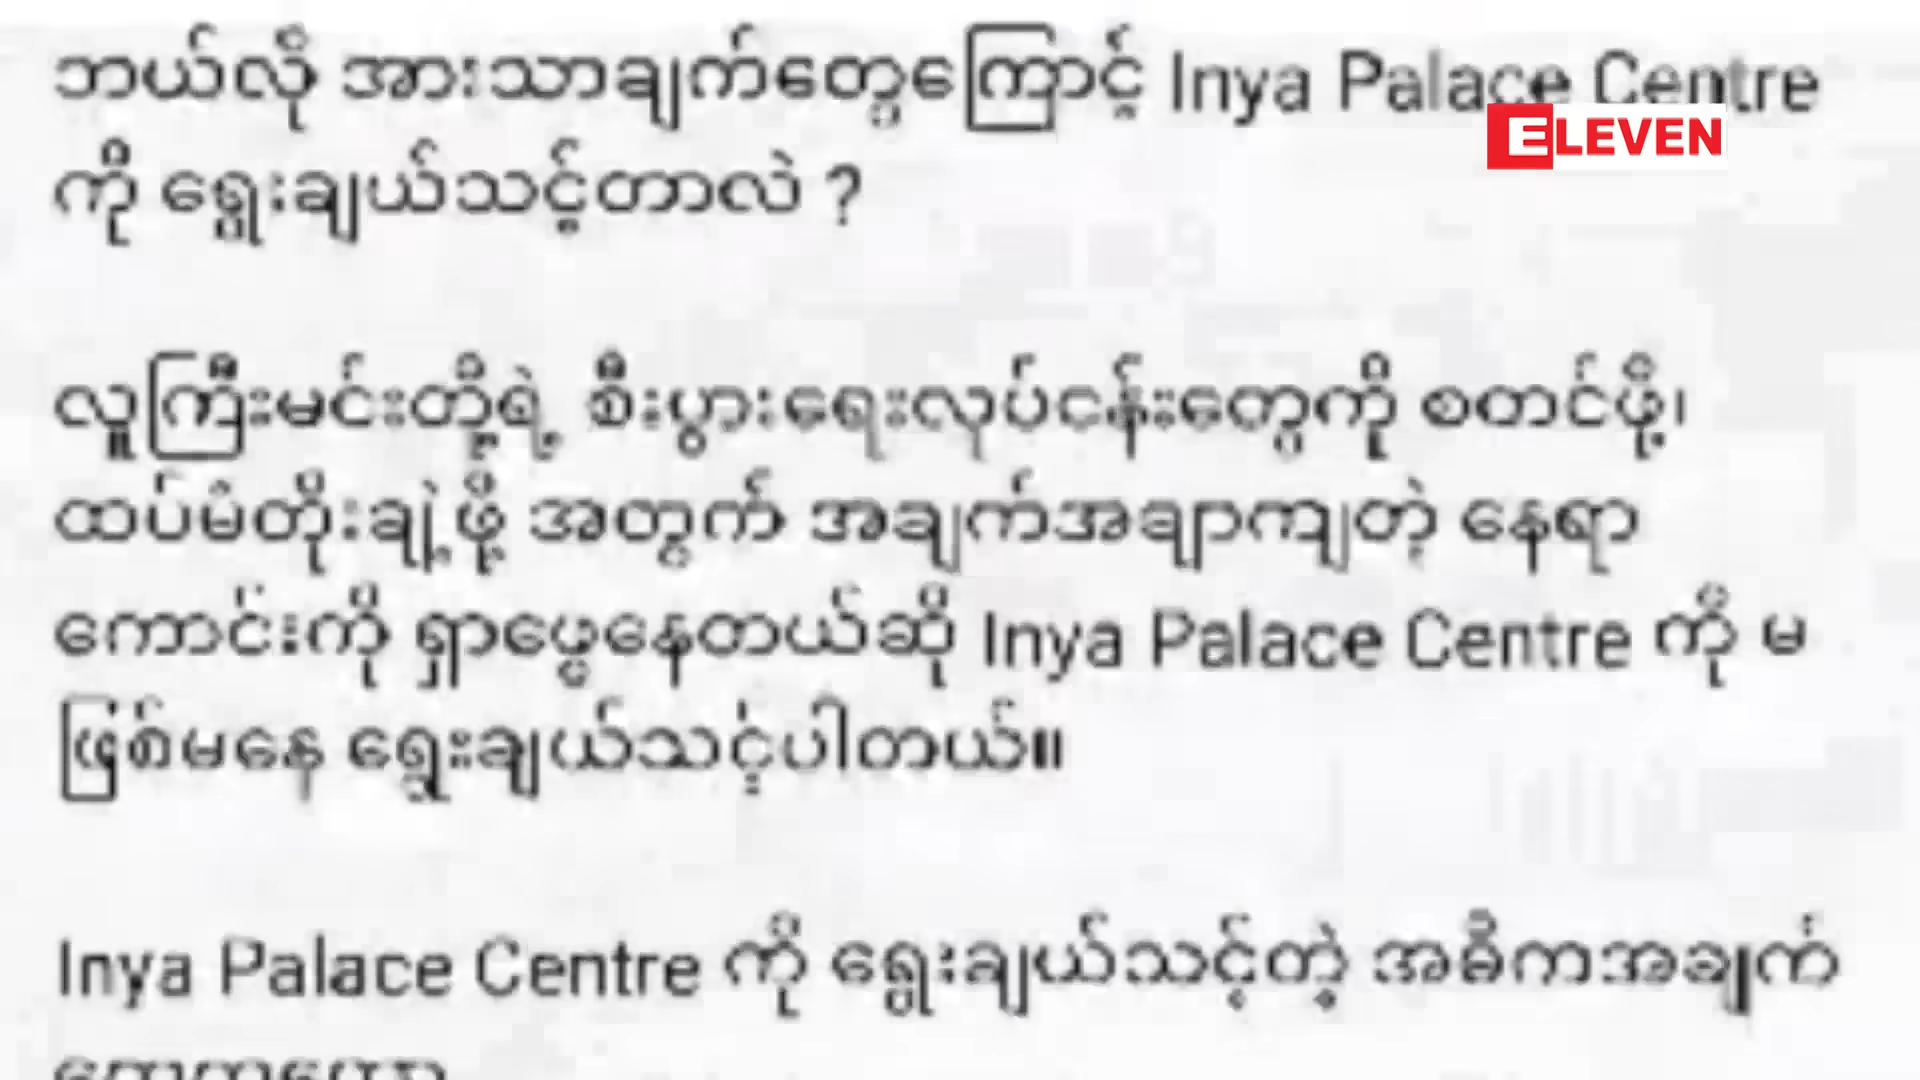 ဘယ်လို အားသာချက်တွေကြောင့် Inya Palace Centre
ELEVEN
ကို ရွေးချယ်သင့်တာလဲ ?
လူကြီးမင်းတို့ရဲ့ စီးပွားရေးလုပ်ငန်းတွေကို စတင်ဖို့၊
ထပ်မံတိုးချဲ့ဖို့ အတွက် အချက်အချာကျတဲ့ နေရာ
ကောင်းကို ရှာဖွေနေတယ်ဆို Inya Palace Centre ကို မ
ဖြစ်မနေ ရွေးချယ်သင့်ပါတယ်။
Inya Palace Centre ကို ရွေးချယ်သင့်တဲ့ အဓိကအချက်